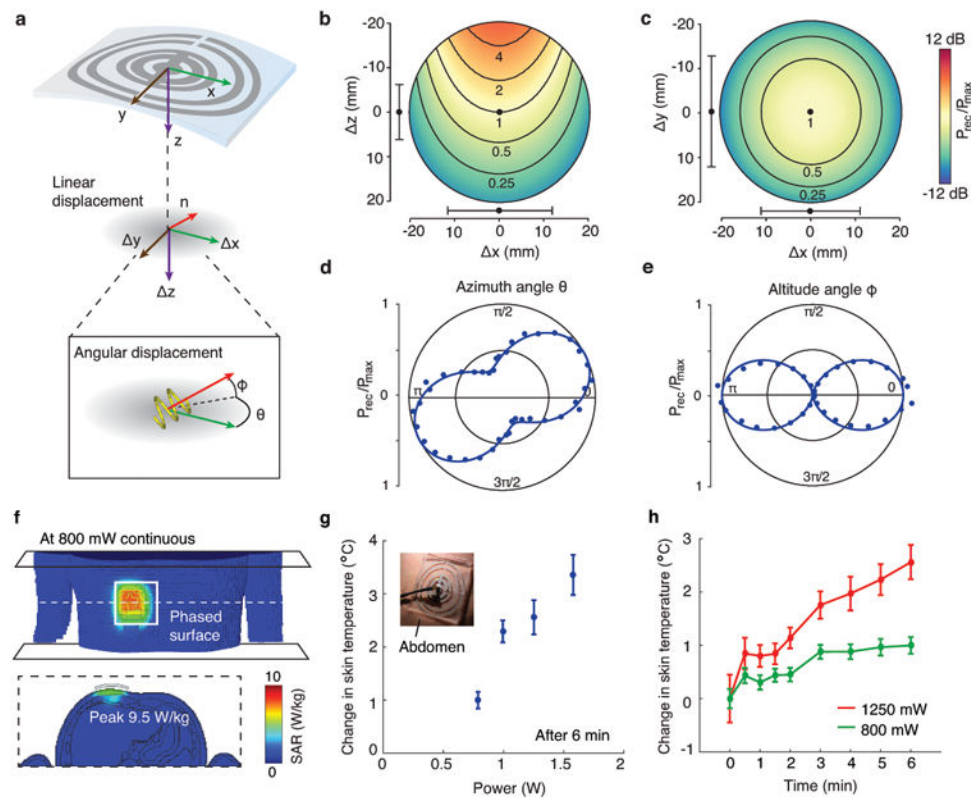 a
x
y
z
Linear
displacement
n
Δy
Δx
Δz
Angular displacement
φ
θ
b
-20
-10
0
10
20
Δz (mm)
4
2
1
0.5
0.25
20
10
0
10
20
Δx (mm)
c
-20
-10
0
10
20
Δy (mm)
1
0.5
0.25
20
10
0
10
20
Δx (mm)
12 dB
-12 dB
Prec/Pmax
d
Azimuth angle θ
1
0
1
Prec/Pmax
π/2
π
0
3π/2
e
Altitude angle φ
1
0
1
Prec/Pmax
π/2
π
0
3π/2
f
At 800 mW continuous
Phased
surface
Peak 9.5 W/kg
10
0
SAR (W/kg)
g
Change in skin temperature (°C)
4
3
2
1
0
Abdomen
After 6 min
0
0.5
1
1.5
2
Power (W)
h
Change in skin temperature (°C)
4
3
2
1
0
-1
1250 mW
800 mW
0
1
2
3
4
5
6
Time (min)